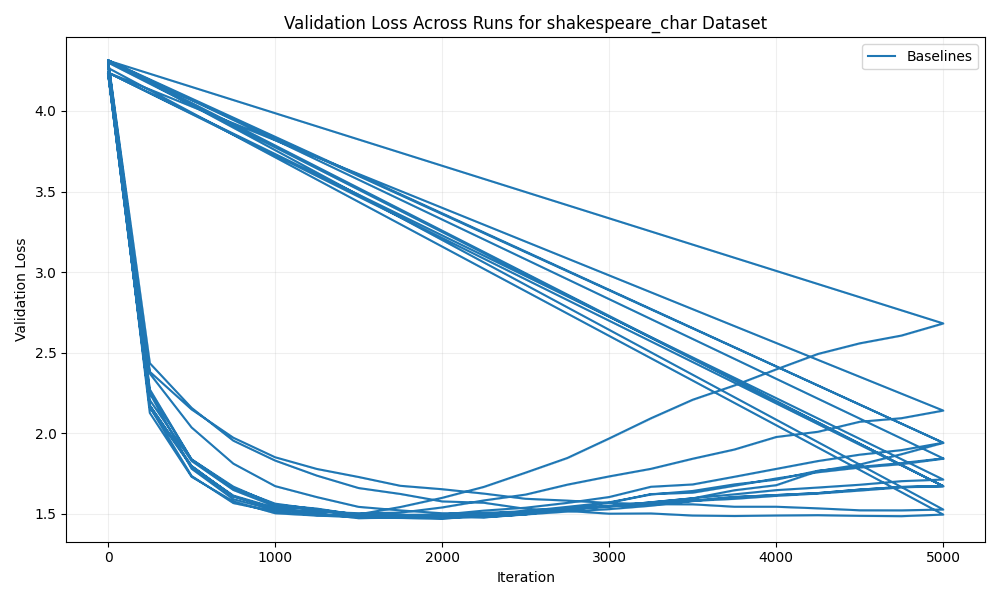 Validation Loss Across Runs for shakespeare_char Dataset
Baselines
4.0
3.5
3.0
2.5
2.0
1.5
Validation Loss
0 1000 2000 3000 4000 5000
Iteration